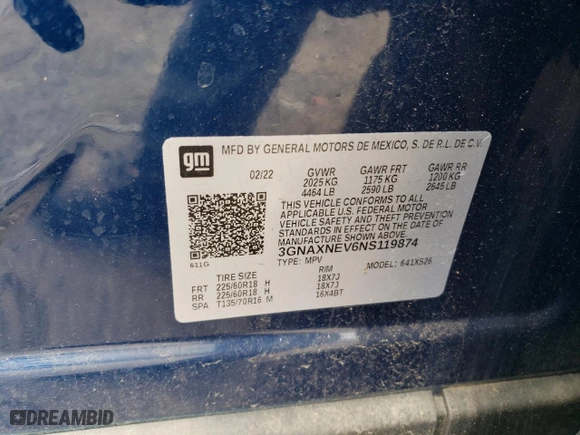 gm MFD BY GENERAL MOTORS DE MEXICO, S. DE R.L. DE C.V.
02/22 GVWR GAWR FRT GAWR RR
2025 KG 1175 KG 1200 KG
4464 LB 2590 LB 2645 LB
THIS VEHICLE CONFORMS TO ALL
APPLICABLE U.S. FEDERAL MOTOR
VEHICLE SAFETY AND THEFT PREVENTION
STANDARDS IN EFFECT ON THE DATE OF
MANUFACTURE SHOWN ABOVE.
3GNAXNEV6NS119874
611G TYPE: MPV MODEL: 641XS26
TIRE SIZE RIM
FRT 225/60R18 H 18X7J
RR 225/60R18 H 18X7J
SPA T135/70R16 M 16X4BT
DREAMBID